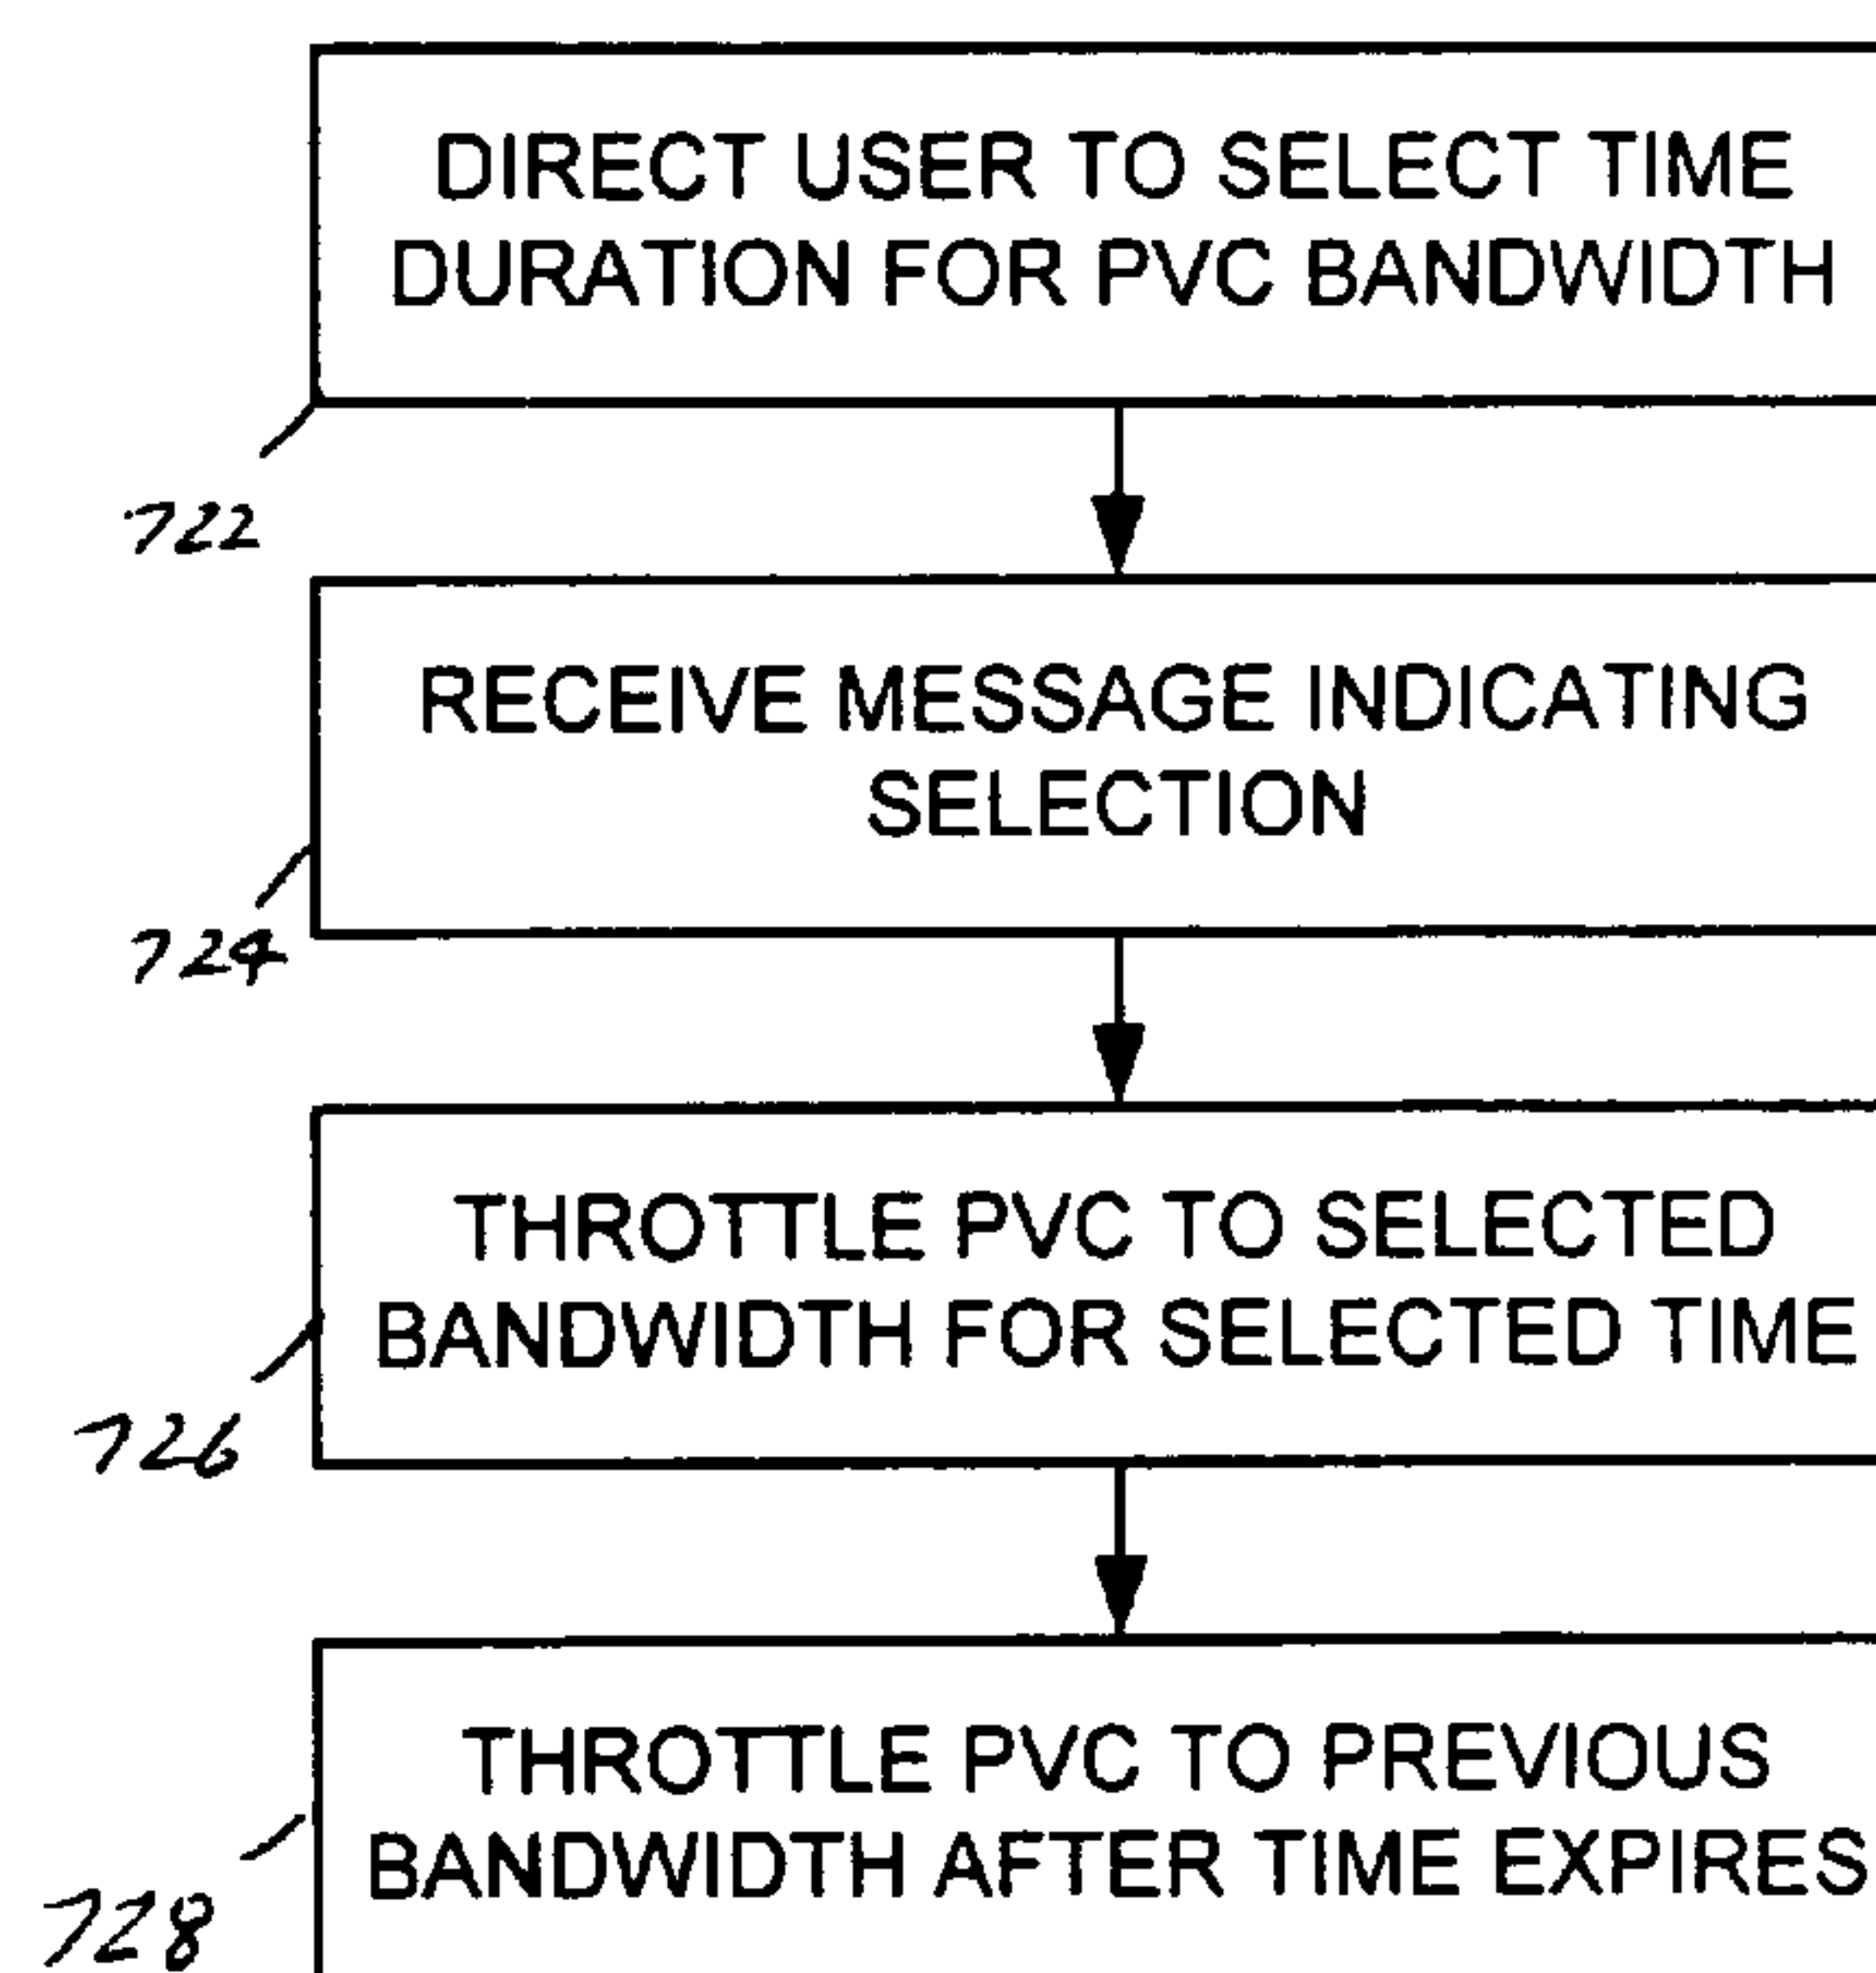 DIRECT USER TO SELECT TIME
DURATION FOR PVC BANDWIDTH
722
RECEIVE MESSAGE INDICATING
SELECTION
724
THROTTLE PVC TO SELECTED
BANDWIDTH FOR SELECTED TIME
726
THROTTLE PVC TO PREVIOUS
BANDWIDTH AFTER TIME EXPIRES
728